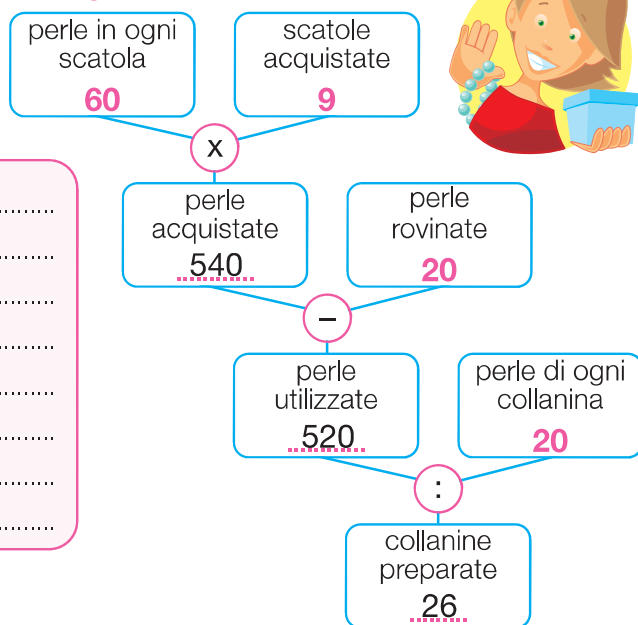 perle in ogni
scatola
60
scatole
acquistate
9
x
perle
acquistate
540
perle
rovinate
20
–
perle
utilizzate
520
perle di ogni
collanina
20
:
collanine
preparate
26